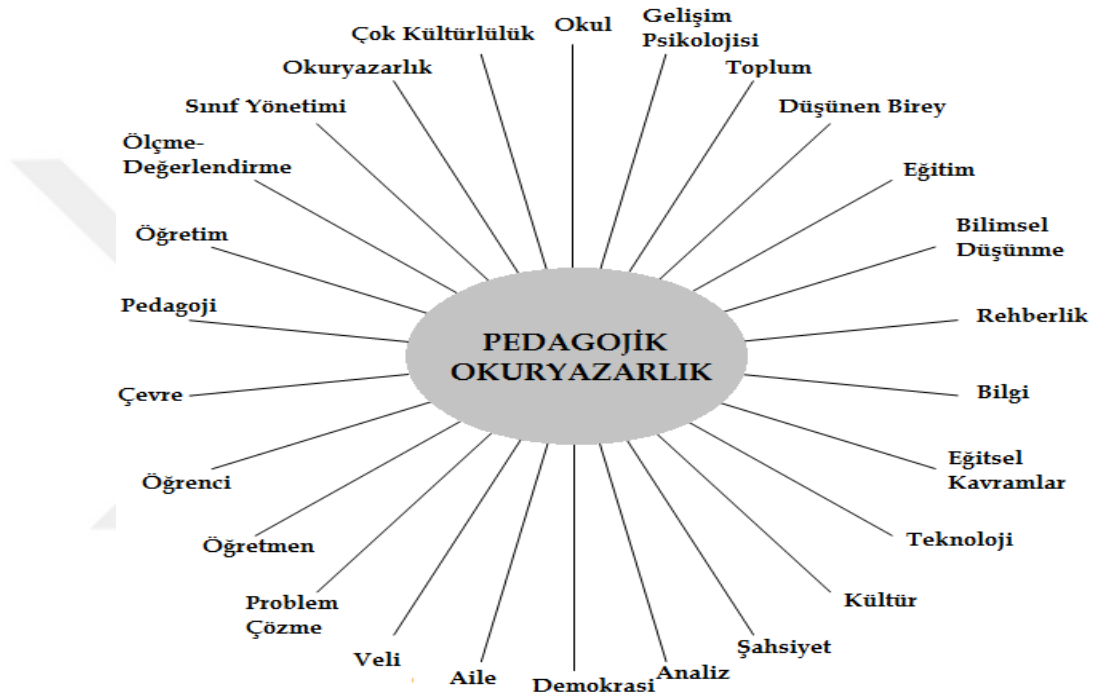 Okul
Gelişim
Psikolojisi
Çok Kültürlülük
Toplum
Okuryazarlık
Düşünen Birey
Sınıf Yönetimi
Ölçme-
Değerlendirme
Eğitim
Bilimsel
Düşünme
Öğretim
Pedagoji
Rehberlik
PEDAGOJİK
OKURYAZARLIK
Çevre
Bilgi
Eğitsel
Kavramlar
Öğrenci
Teknoloji
Öğretmen
Kültür
Problem
Çözme
Şahsiyet
Veli
Aile
Analiz
Demokrasi